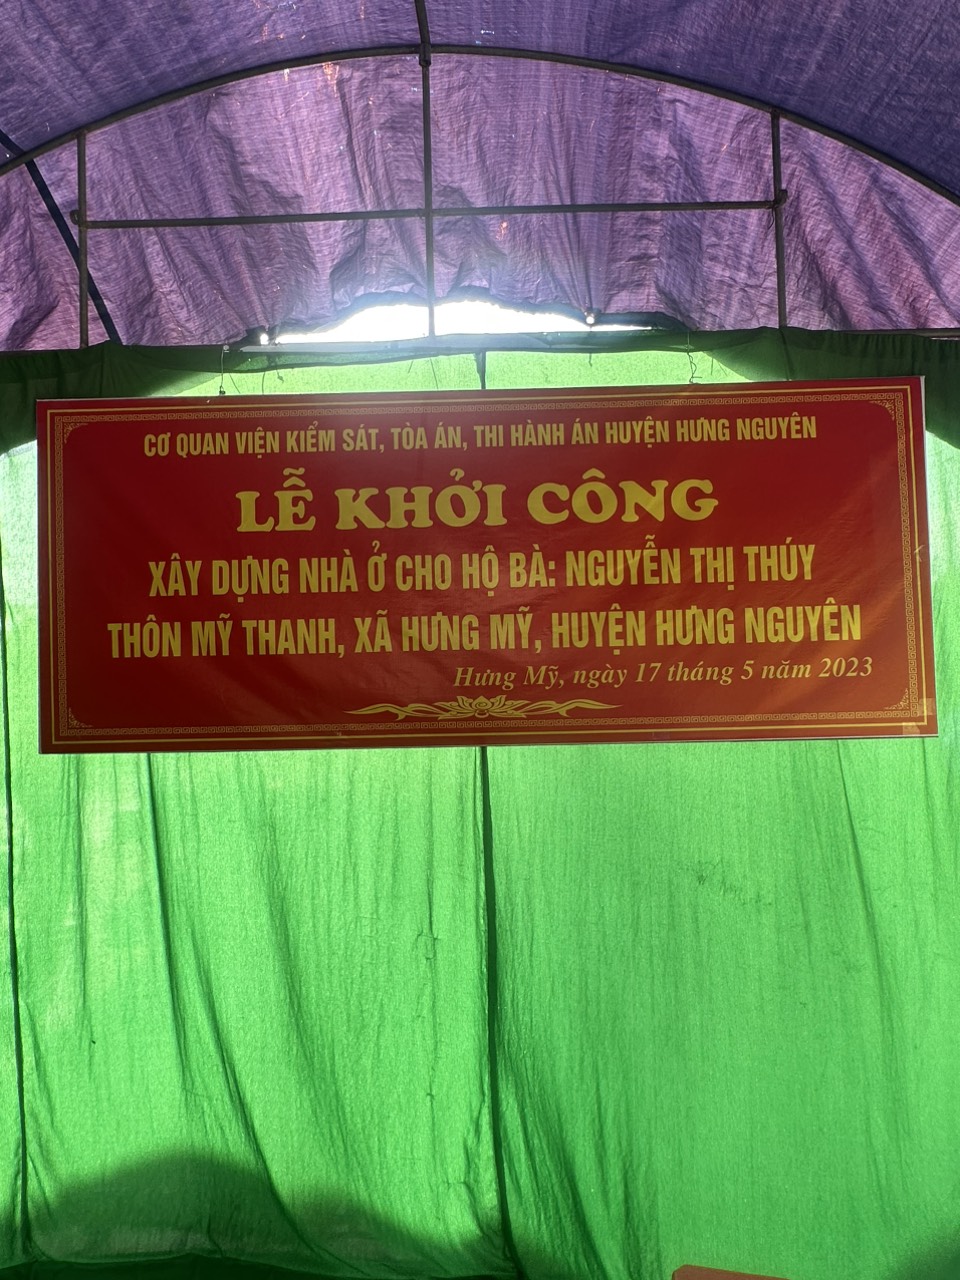 CƠ QUAN VIỆN KIỂM SÁT, TÒA ÁN, THI HÀNH ÁN HUYỆN HƯNG NGUYÊN
LỄ KHỞI CÔNG
XÂY DỰNG NHÀ Ở CHO HỘ BÀ: NGUYỄN THỊ THÚY
THÔN MỸ THANH, XÃ HƯNG MỸ, HUYỆN HƯNG NGUYÊN
Hưng Mỹ, ngày 17 tháng 5 năm 2023